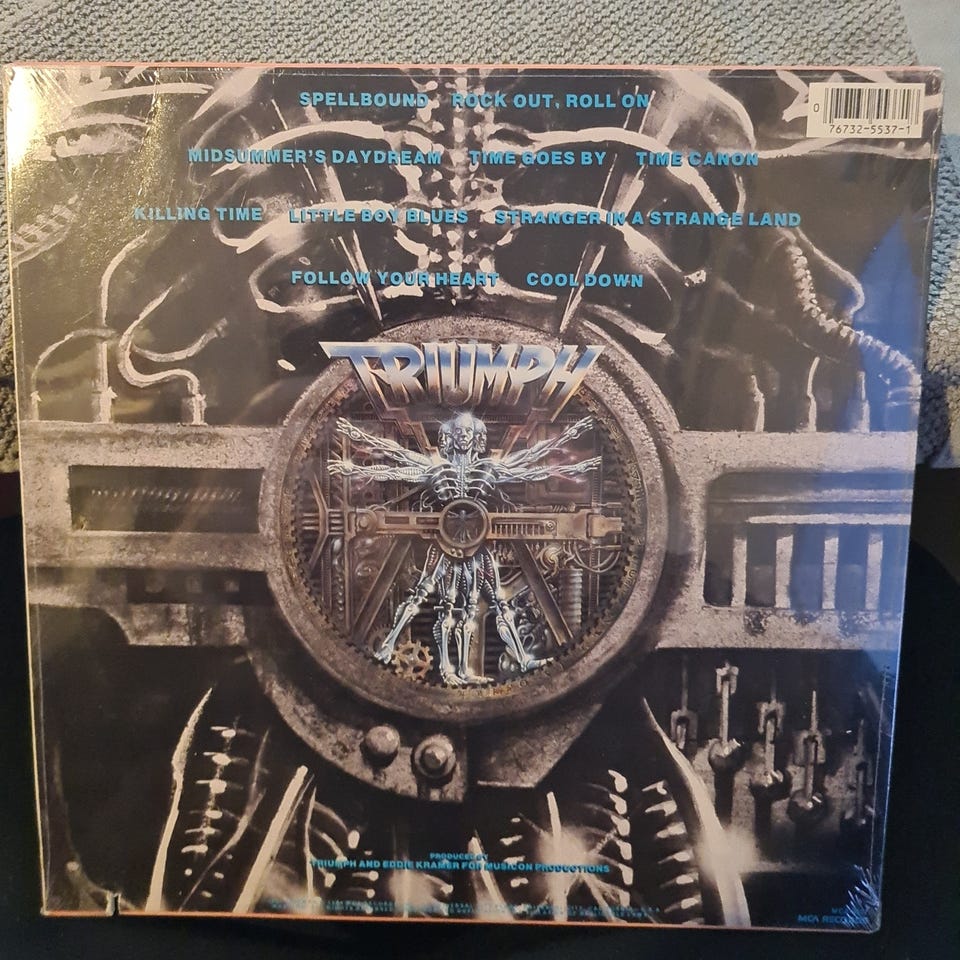 SPELLBOUND ROCK OUT, ROLL ON
0 76732-5537-1
MIDSUMMER'S DAYDREAM TIME GOES BY TIME CANON
KILLING TIME LITTLE BOY BLUES STRANGER IN A STRANGE LAND
FOLLOW YOUR HEART COOL DOWN
TRIUMPH
PRODUCED BY
TRIUMPH AND EDDIE KRAMER FOR MUSICON PRODUCTIONS
MCA RECORDS